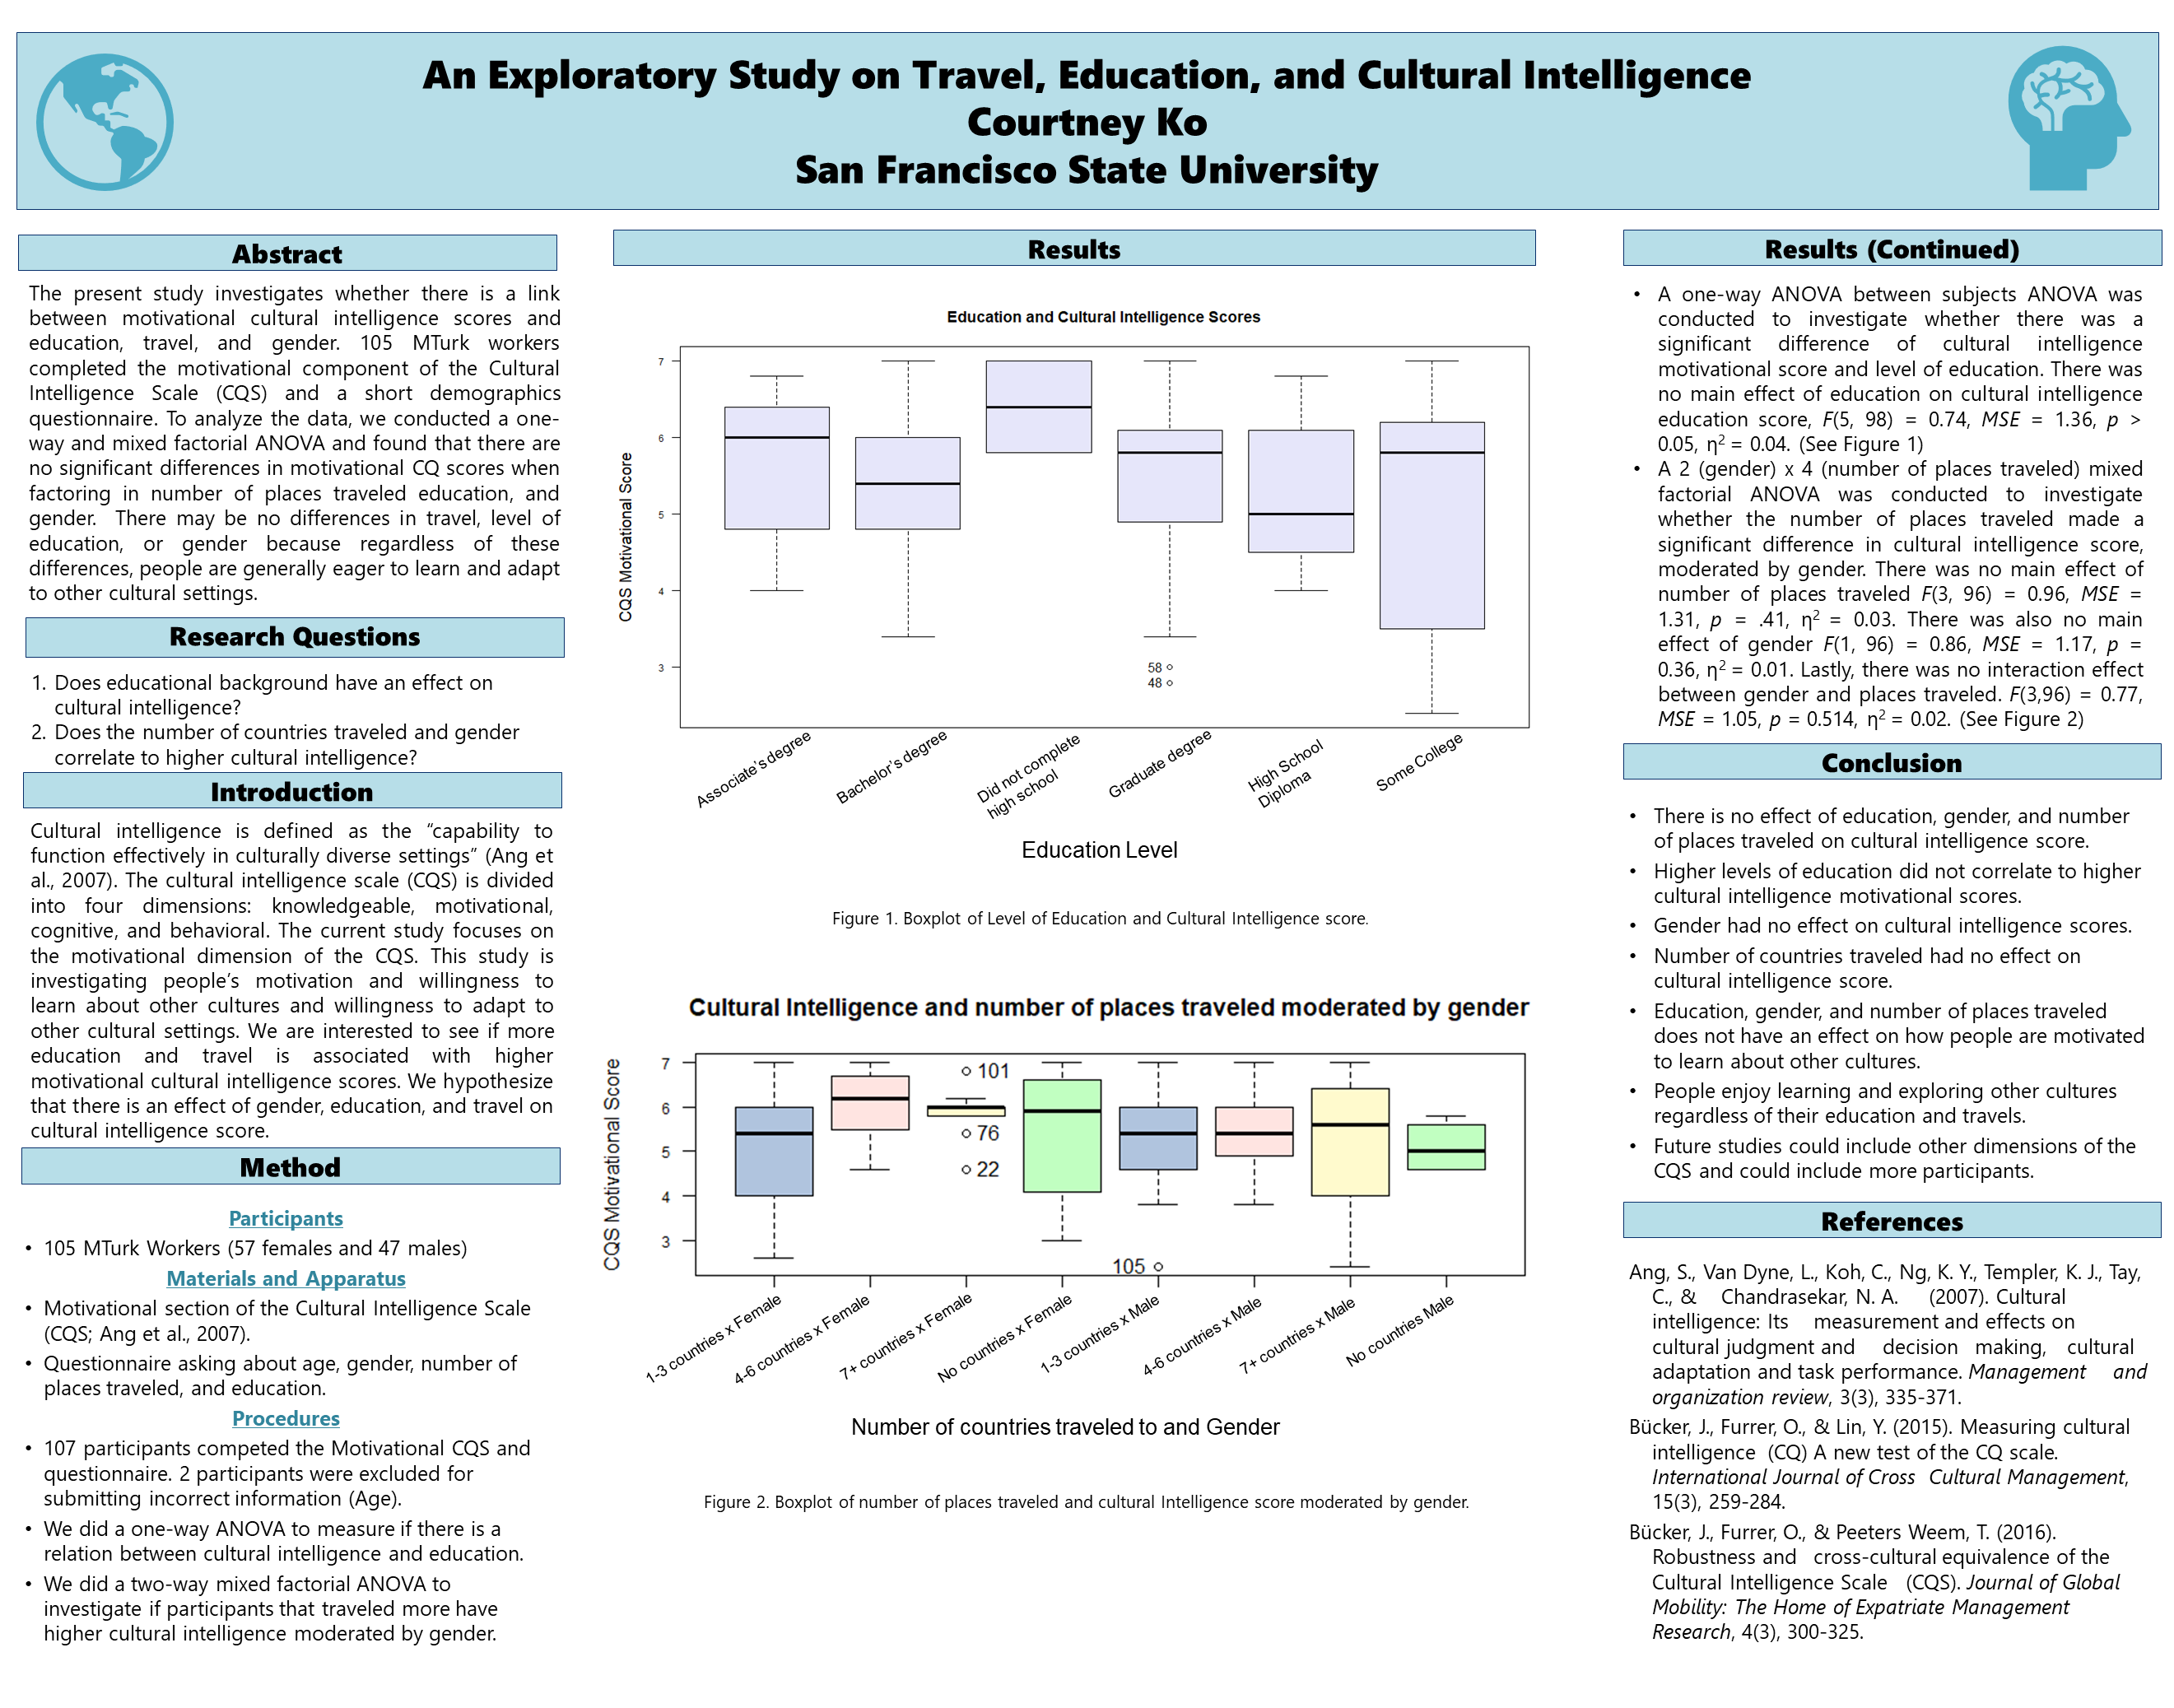 An Exploratory Study on Travel, Education, and Cultural Intelligence
Courtney Ko
San Francisco State University
Abstract
The present study investigates whether there is a link
between motivational cultural intelligence scores and
education, travel, and gender. 105 MTurk workers
completed the motivational component of the Cultural
Intelligence Scale (CQS) and a short demographics
questionnaire. To analyze the data, we conducted a one-
way and mixed factorial ANOVA and found that there are
no significant differences in motivational CQ scores when
factoring in number of places traveled education, and
gender. There may be no differences in travel, level of
education, or gender because regardless of these
differences, people are generally eager to learn and adapt
to other cultural settings.
Research Questions
1. Does educational background have an effect on
cultural intelligence?
2. Does the number of countries traveled and gender
correlate to higher cultural intelligence?
Introduction
Cultural intelligence is defined as the “capability to
function effectively in culturally diverse settings” (Ang et
al., 2007). The cultural intelligence scale (CQS) is divided
into four dimensions: knowledgeable, motivational,
cognitive, and behavioral. The current study focuses on
the motivational dimension of the CQS. This study is
investigating people’s motivation and willingness to
learn about other cultures and willingness to adapt to
other cultural settings. We are interested to see if more
education and travel is associated with higher
motivational cultural intelligence scores. We hypothesize
that there is an effect of gender, education, and travel on
cultural intelligence score.
Method
Participants
• 105 MTurk Workers (57 females and 47 males)
Materials and Apparatus
• Motivational section of the Cultural Intelligence Scale
(CQS; Ang et al., 2007).
• Questionnaire asking about age, gender, number of
places traveled, and education.
Procedures
• 107 participants competed the Motivational CQS and
questionnaire. 2 participants were excluded for
submitting incorrect information (Age).
• We did a one-way ANOVA to measure if there is a
relation between cultural intelligence and education.
• We did a two-way mixed factorial ANOVA to
investigate if participants that traveled more have
higher cultural intelligence moderated by gender.
Results
Education and Cultural Intelligence Scores
CQS Motivational Score
7
6
5
4
3
58
48
Associate's degree
Bachelor's degree
Did not complete
high school
Graduate degree
High School
Diploma
Some College
Education Level
Figure 1. Boxplot of Level of Education and Cultural Intelligence score.
Cultural Intelligence and number of places traveled moderated by gender
CQS Motivational Score
7
6
5
4
3
101
76
22
105
1-3 countries x Female
4-6 countries x Female
7+ countries x Female
No countries x Female
1-3 countries x Male
4-6 countries x Male
7+ countries x Male
No countries Male
Number of countries traveled to and Gender
Figure 2. Boxplot of number of places traveled and cultural Intelligence score moderated by gender.
Results (Continued)
• A one-way ANOVA between subjects ANOVA was
conducted to investigate whether there was a
significant difference of cultural intelligence
motivational score and level of education. There was
no main effect of education on cultural intelligence
education score, F(5, 98) = 0.74, MSE = 1.36, p >
0.05, η² = 0.04. (See Figure 1)
• A 2 (gender) x 4 (number of places traveled) mixed
factorial ANOVA was conducted to investigate
whether the number of places traveled made a
significant difference in cultural intelligence score,
moderated by gender. There was no main effect of
number of places traveled F(3, 96) = 0.96, MSE =
1.31, p = .41, η² = 0.03. There was also no main
effect of gender F(1, 96) = 0.86, MSE = 1.17, p =
0.36, η² = 0.01. Lastly, there was no interaction effect
between gender and places traveled. F(3,96) = 0.77,
MSE = 1.05, p = 0.514, η² = 0.02. (See Figure 2)
Conclusion
• There is no effect of education, gender, and number
of places traveled on cultural intelligence score.
• Higher levels of education did not correlate to higher
cultural intelligence motivational scores.
• Gender had no effect on cultural intelligence scores.
• Number of countries traveled had no effect on
cultural intelligence score.
• Education, gender, and number of places traveled
does not have an effect on how people are motivated
to learn about other cultures.
• People enjoy learning and exploring other cultures
regardless of their education and travels.
• Future studies could include other dimensions of the
CQS and could include more participants.
References
Ang, S., Van Dyne, L., Koh, C., Ng, K. Y., Templer, K. J., Tay,
C., & Chandrasekar, N. A. (2007). Cultural
intelligence: Its measurement and effects on
cultural judgment and decision making, cultural
adaptation and task performance. Management and
organization review, 3(3), 335-371.
Bücker, J., Furrer, O., & Lin, Y. (2015). Measuring cultural
intelligence (CQ) A new test of the CQ scale.
International Journal of Cross Cultural Management,
15(3), 259-284.
Bücker, J., Furrer, O., & Peeters Weem, T. (2016).
Robustness and cross-cultural equivalence of the
Cultural Intelligence Scale (CQS). Journal of Global
Mobility: The Home of Expatriate Management
Research, 4(3), 300-325.